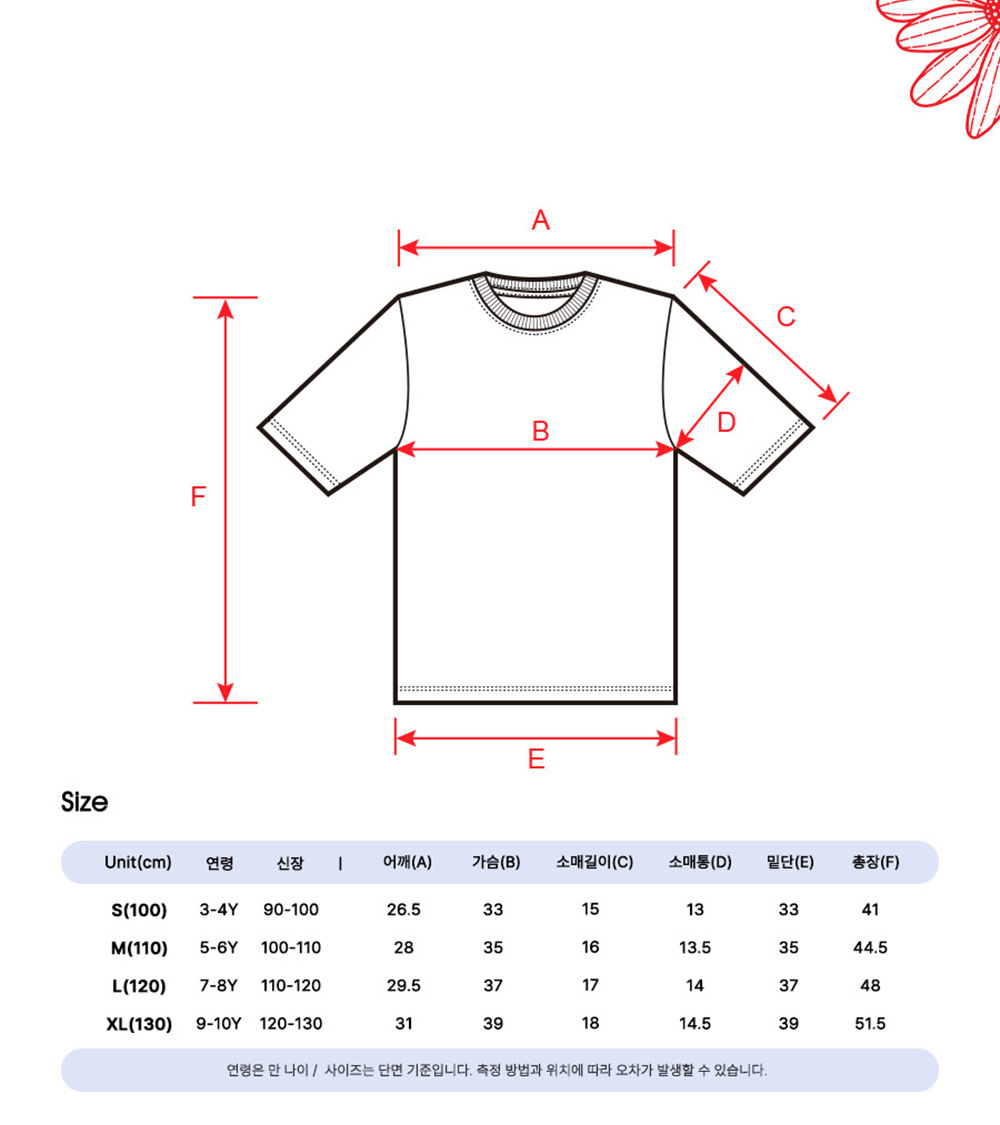 A
C
D
B
F
E
Size
Unit(cm) 연령 신장 | 어깨(A) 가슴(B) 소매길이(C) 소매통(D) 밑단(E) 총장(F)
S(100) 3-4Y 90-100 26.5 33 15 13 33 41
M(110) 5-6Y 100-110 28 35 16 13.5 35 44.5
L(120) 7-8Y 110-120 29.5 37 17 14 37 48
XL(130) 9-10Y 120-130 31 39 18 14.5 39 51.5
연령은 만 나이 / 사이즈는 단면 기준입니다. 측정 방법과 위치에 따라 오차가 발생할 수 있습니다.